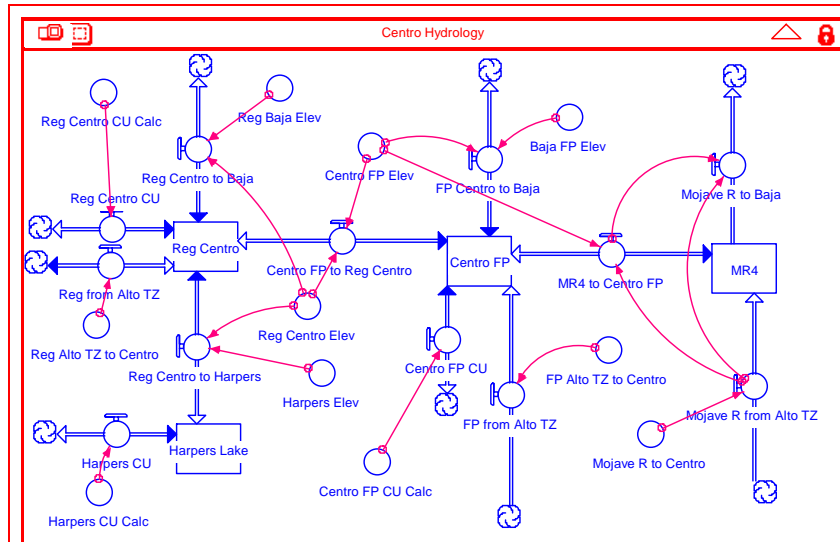 Centro Hydrology
Reg Centro CU Calc
Reg Baja Elev
Centro FP Elev
Baja FP Elev
Reg Centro to Baja
FP Centro to Baja
Mojave R to Baja
Reg Centro CU
Reg Centro
Centro FP to Reg Centro
Centro FP
MR4 to Centro FP
MR4
Reg from Alto TZ
Reg Centro Elev
Reg Alto TZ to Centro
Reg Centro to Harpers
Harpers Elev
Centro FP CU
FP Alto TZ to Centro
FP from Alto TZ
Mojave R from Alto TZ
Harpers CU
Harpers Lake
Centro FP CU Calc
Mojave R to Centro
Harpers CU Calc